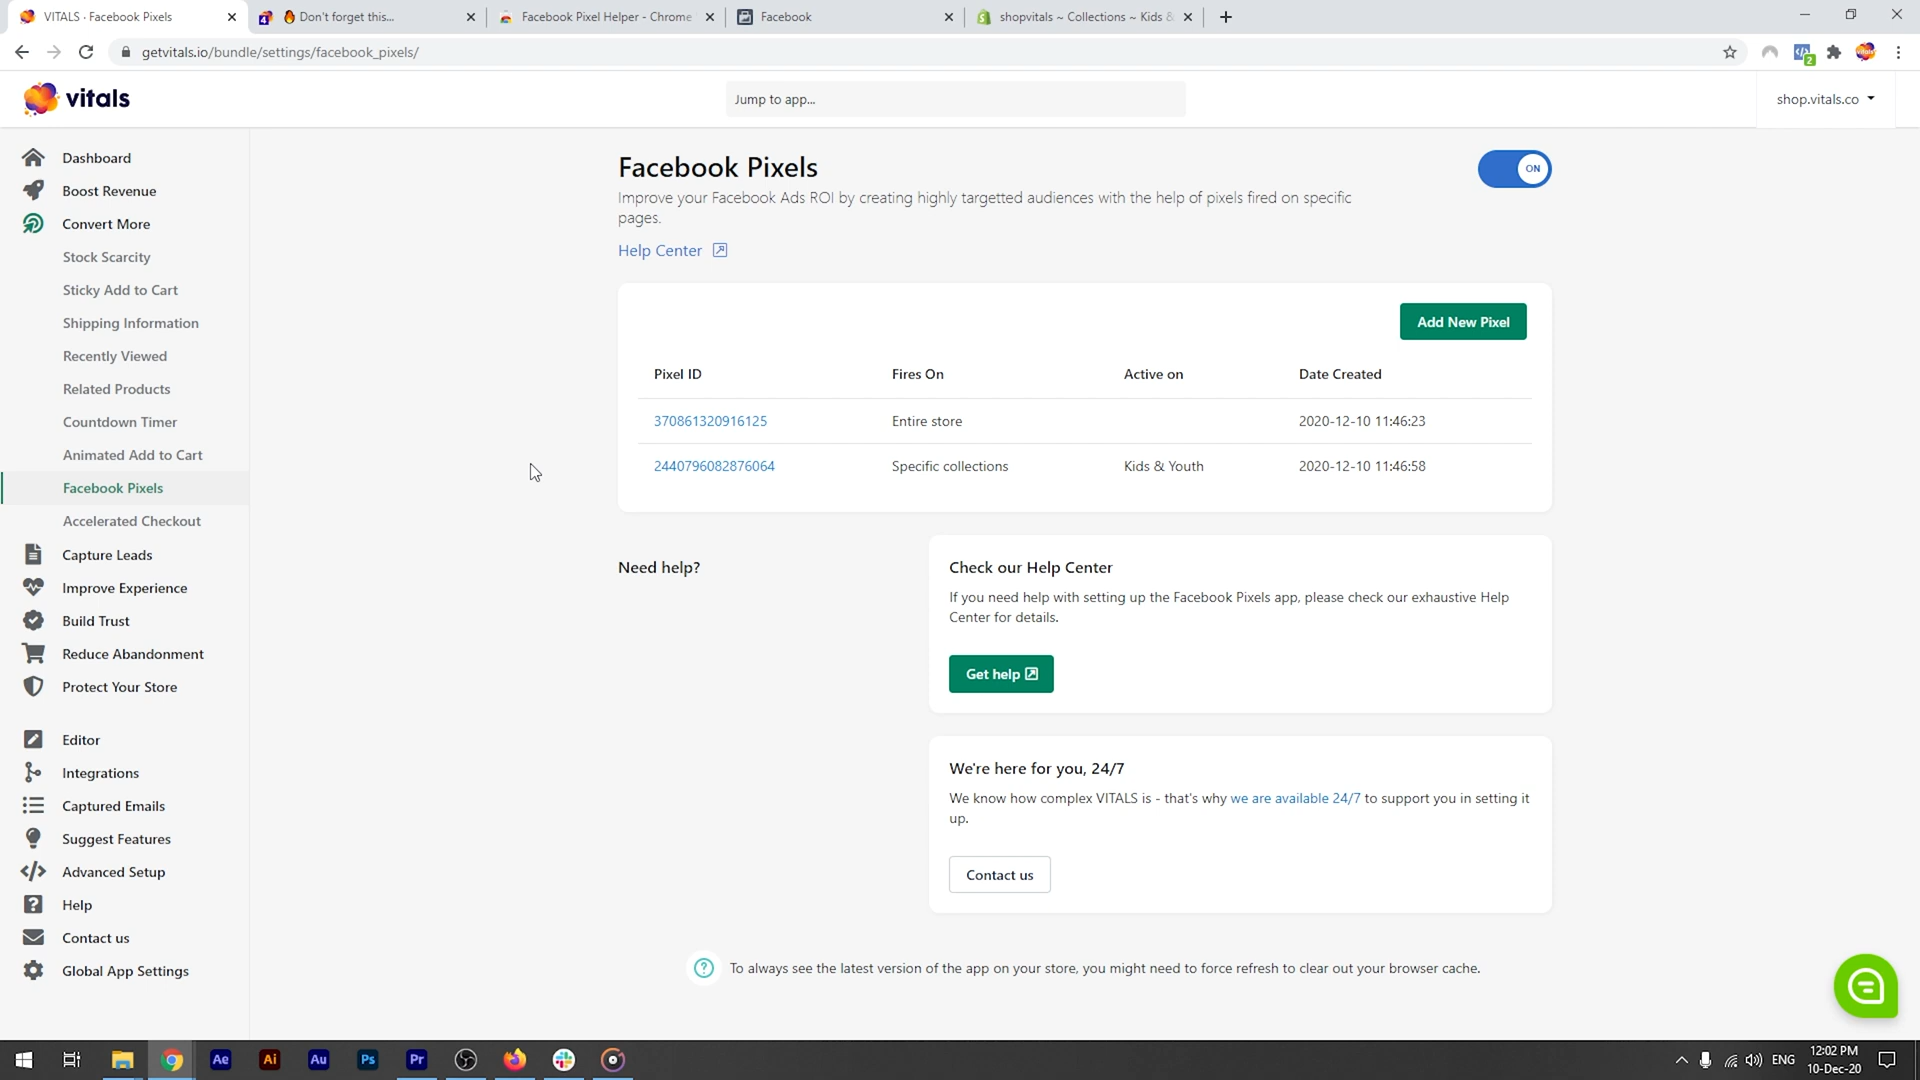 VITALS · Facebook Pixels
4
Don't forget this...
Facebook Pixel Helper - Chrome
Facebook
shopvitals ~ Collections ~ Kids &
getvitals.io/bundle/settings/facebook_pixels/
2
vitals
Jump to app...
shop.vitals.co
Dashboard
Boost Revenue
Convert More
Stock Scarcity
Sticky Add to Cart
Shipping Information
Recently Viewed
Related Products
Countdown Timer
Animated Add to Cart
Facebook Pixels
Accelerated Checkout
Capture Leads
Improve Experience
Build Trust
Reduce Abandonment
Protect Your Store
Editor
Integrations
Captured Emails
Suggest Features
Advanced Setup
Help
Contact us
Global App Settings
Facebook Pixels
ON
Improve your Facebook Ads ROI by creating highly targetted audiences with the help of pixels fired on specific
pages.
Help Center
Add New Pixel
Pixel ID Fires On Active on Date Created
370861320916125 Entire store 2020-12-10 11:46:23
2440796082876064 Specific collections Kids & Youth 2020-12-10 11:46:58
Need help?
Check our Help Center
If you need help with setting up the Facebook Pixels app, please check our exhaustive Help
Center for details.
Get help
We're here for you, 24/7
We know how complex VITALS is - that's why we are available 24/7 to support you in setting it
up.
Contact us
To always see the latest version of the app on your store, you might need to force refresh to clear out your browser cache.
Ae Ai Au Ps Pr
ENG
12:02 PM
10-Dec-20